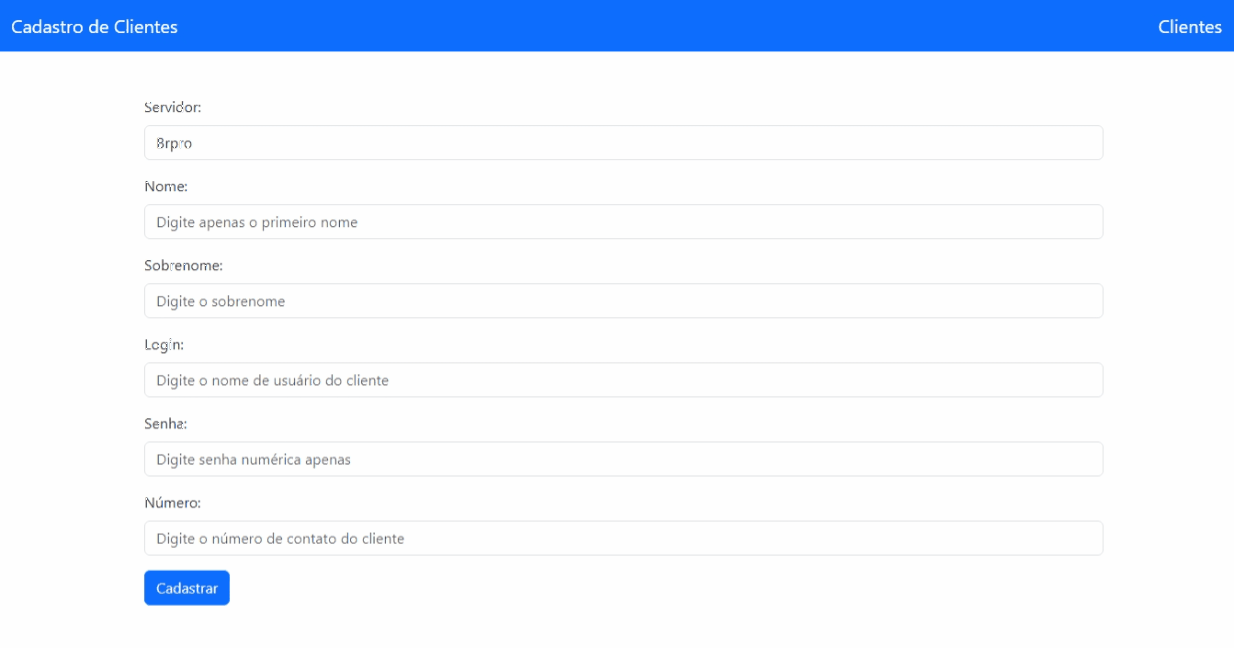 Cadastro de Clientes
Clientes
Servidor:
8rpro
Nome:
Digite apenas o primeiro nome
Sobrenome:
Digite o sobrenome
Login:
Digite o nome de usuário do cliente
Senha:
Digite senha numérica apenas
Número:
Digite o número de contato do cliente
Cadastrar